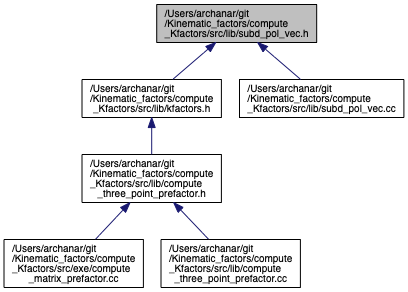 /Users/archanar/git
/Kinematic_factors/compute
_Kfactors/src/lib/subd_pol_vec.h
/Users/archanar/git
/Kinematic_factors/compute
_Kfactors/src/lib/kfactors.h
/Users/archanar/git
/Kinematic_factors/compute
_Kfactors/src/lib/subd_pol_vec.cc
/Users/archanar/git
/Kinematic_factors/compute
_Kfactors/src/lib/compute
_three_point_prefactor.h
/Users/archanar/git
/Kinematic_factors/compute
_Kfactors/src/exe/compute
_matrix_prefactor.cc
/Users/archanar/git
/Kinematic_factors/compute
_Kfactors/src/lib/compute
_three_point_prefactor.cc